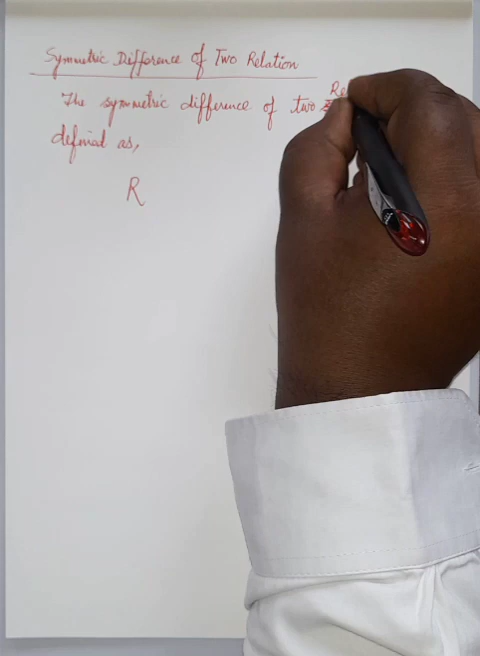 Symmetric Difference of Two Relation
The symmetric difference of two Re
defined as,
R